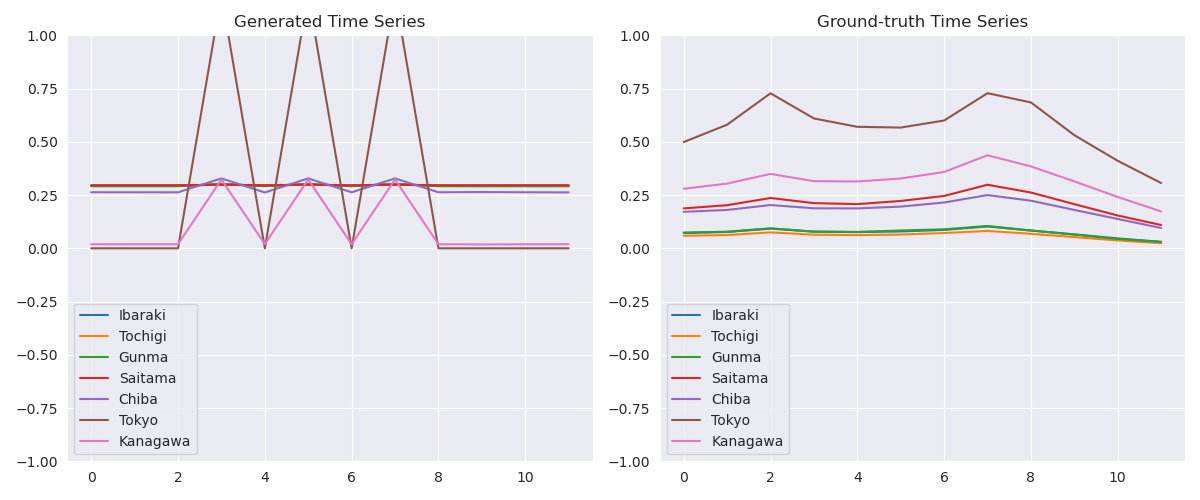 Generated Time Series
1.00
0.75
0.50
0.25
0.00
−0.25
−0.50
−0.75
−1.00
Ibaraki
Tochigi
Gunma
Saitama
Chiba
Tokyo
Kanagawa
0 2 4 6 8 10
Ground-truth Time Series
1.00
0.75
0.50
0.25
0.00
−0.25
−0.50
−0.75
−1.00
Ibaraki
Tochigi
Gunma
Saitama
Chiba
Tokyo
Kanagawa
0 2 4 6 8 10